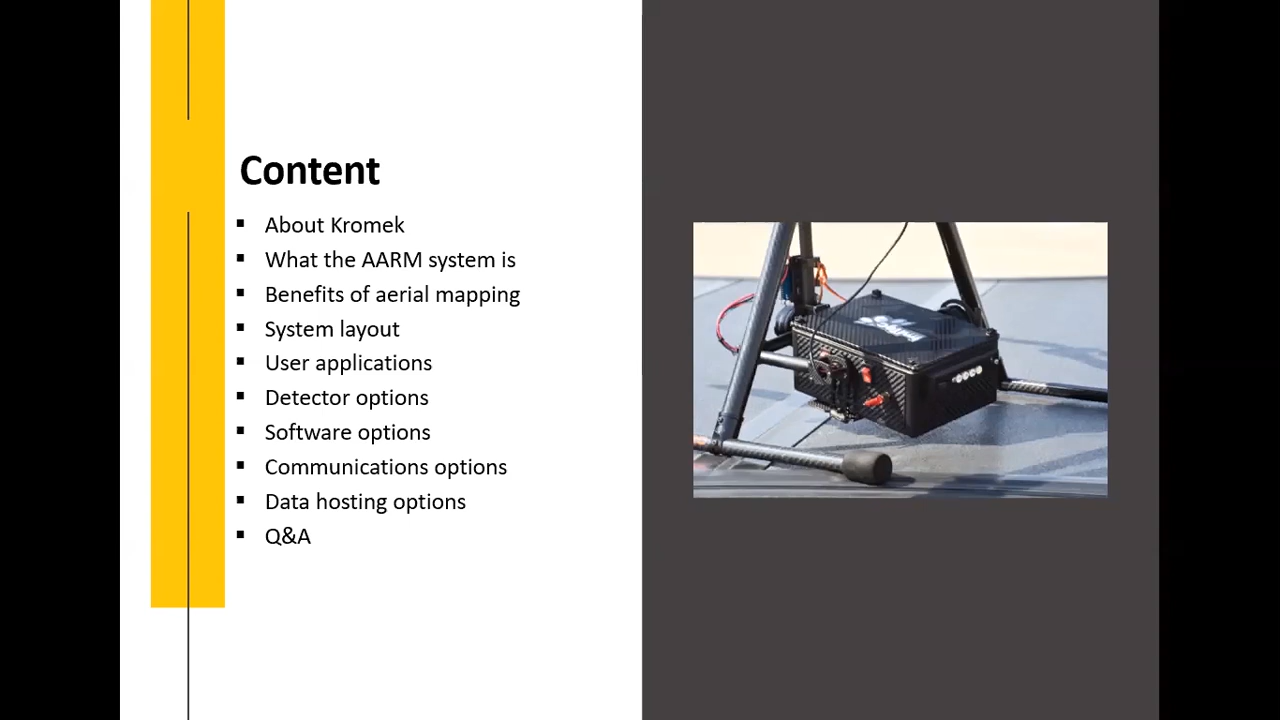 Content
▪ About Kromek
▪ What the AARM system is
▪ Benefits of aerial mapping
▪ System layout
▪ User applications
▪ Detector options
▪ Software options
▪ Communications options
▪ Data hosting options
▪ Q&A